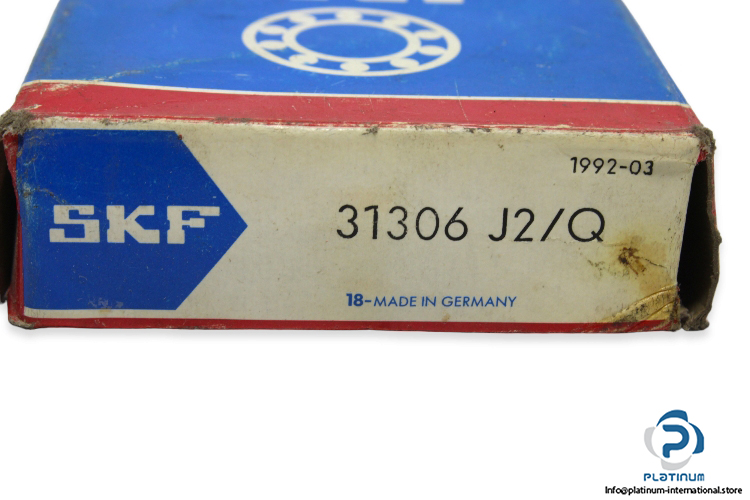 1992-03
SKF
31306 J2/Q
18-MADE IN GERMANY
PLATINUM
Info@platinum-international.store